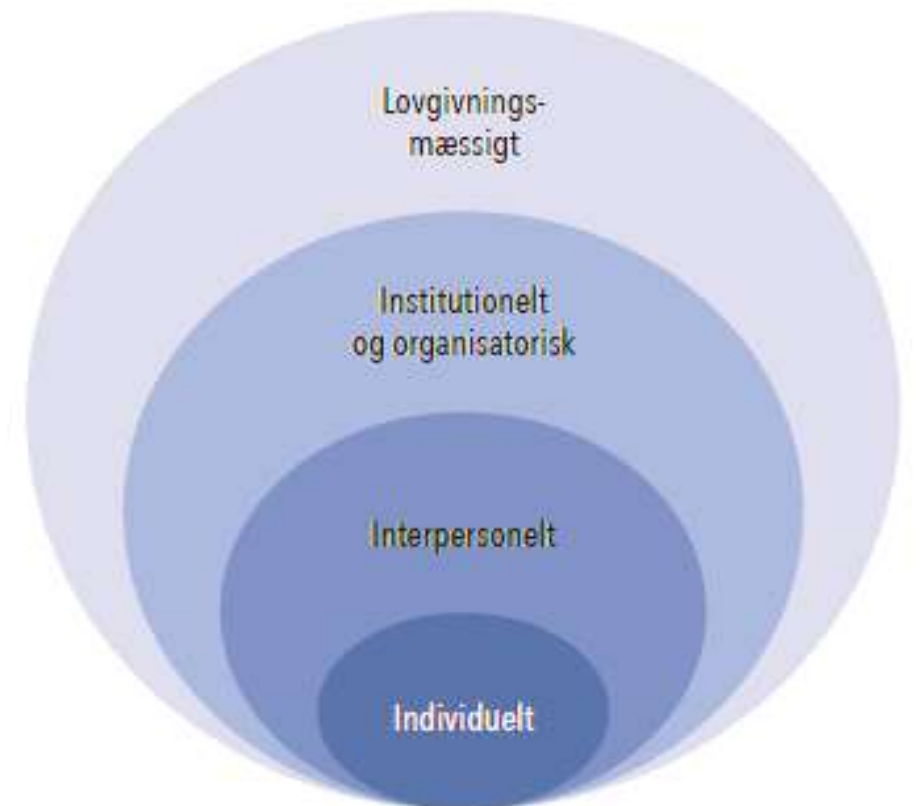 Lovgivnings-
mæssigt
Institutionelt
og organisatorisk
Interpersonelt
Individuelt